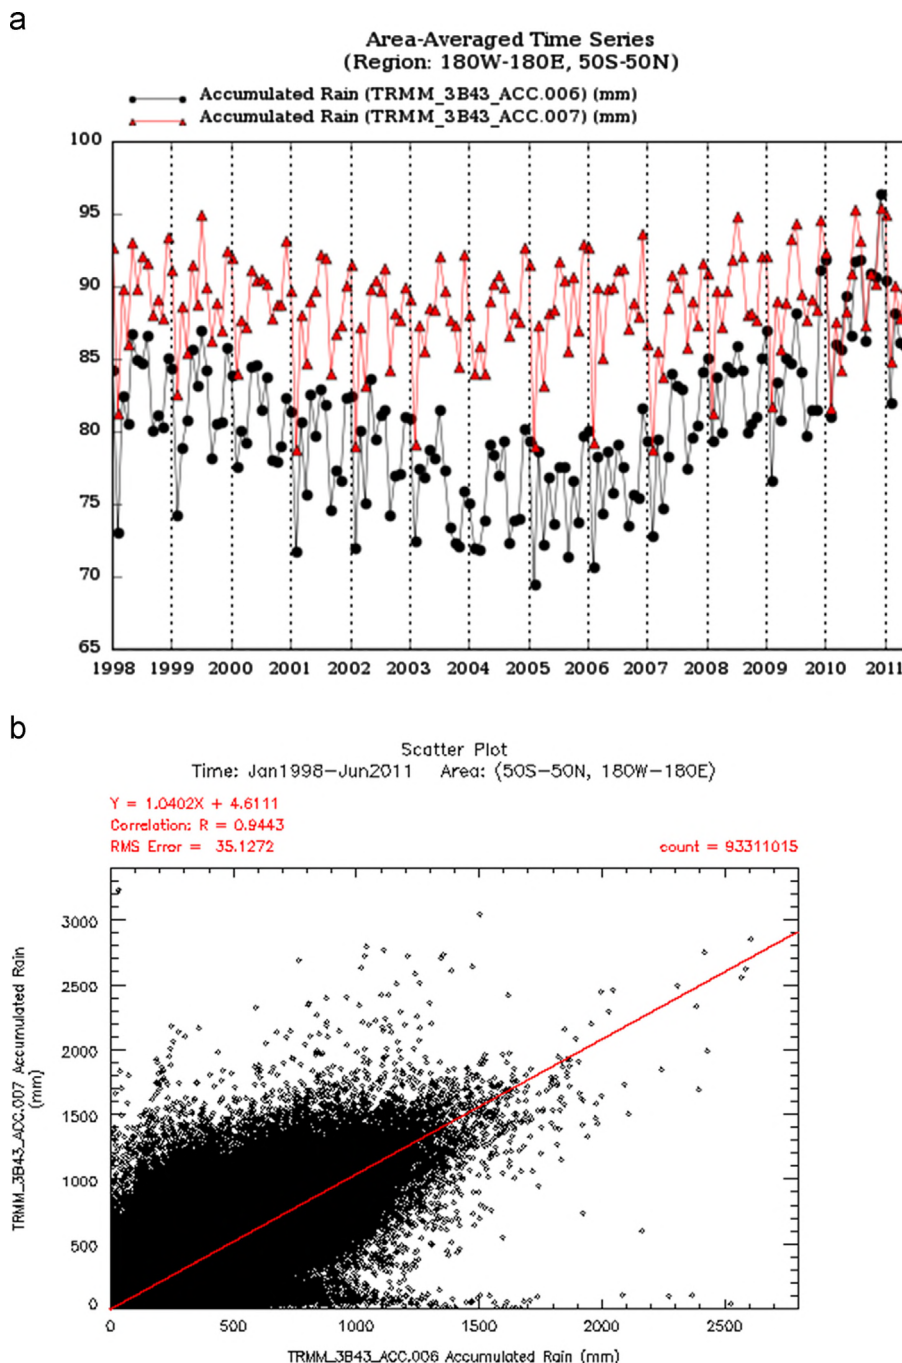 a
Area-Averaged Time Series
(Region: 180W-180E, 50S-50N)
Accumulated Rain (TRMM_3B43_ACC.006) (mm)
Accumulated Rain (TRMM_3B43_ACC.007) (mm)
100
95
90
85
80
75
70
65
1998 1999 2000 2001 2002 2003 2004 2005 2006 2007 2008 2009 2010 2011
b
Scatter Plot
Time: Jan1998-Jun2011 Area: (50S-50N, 180W-180E)
Y = 1.0402X + 4.6111
Correlation: R = 0.9443
RMS Error = 35.1272 count = 93311015
TRMM_3B43_ACC.007 Accumulated Rain
(mm)
3000
2500
2000
1500
1000
500
0
0 500 1000 1500 2000 2500
TRMM_3B43_ACC.006 Accumulated Rain (mm)